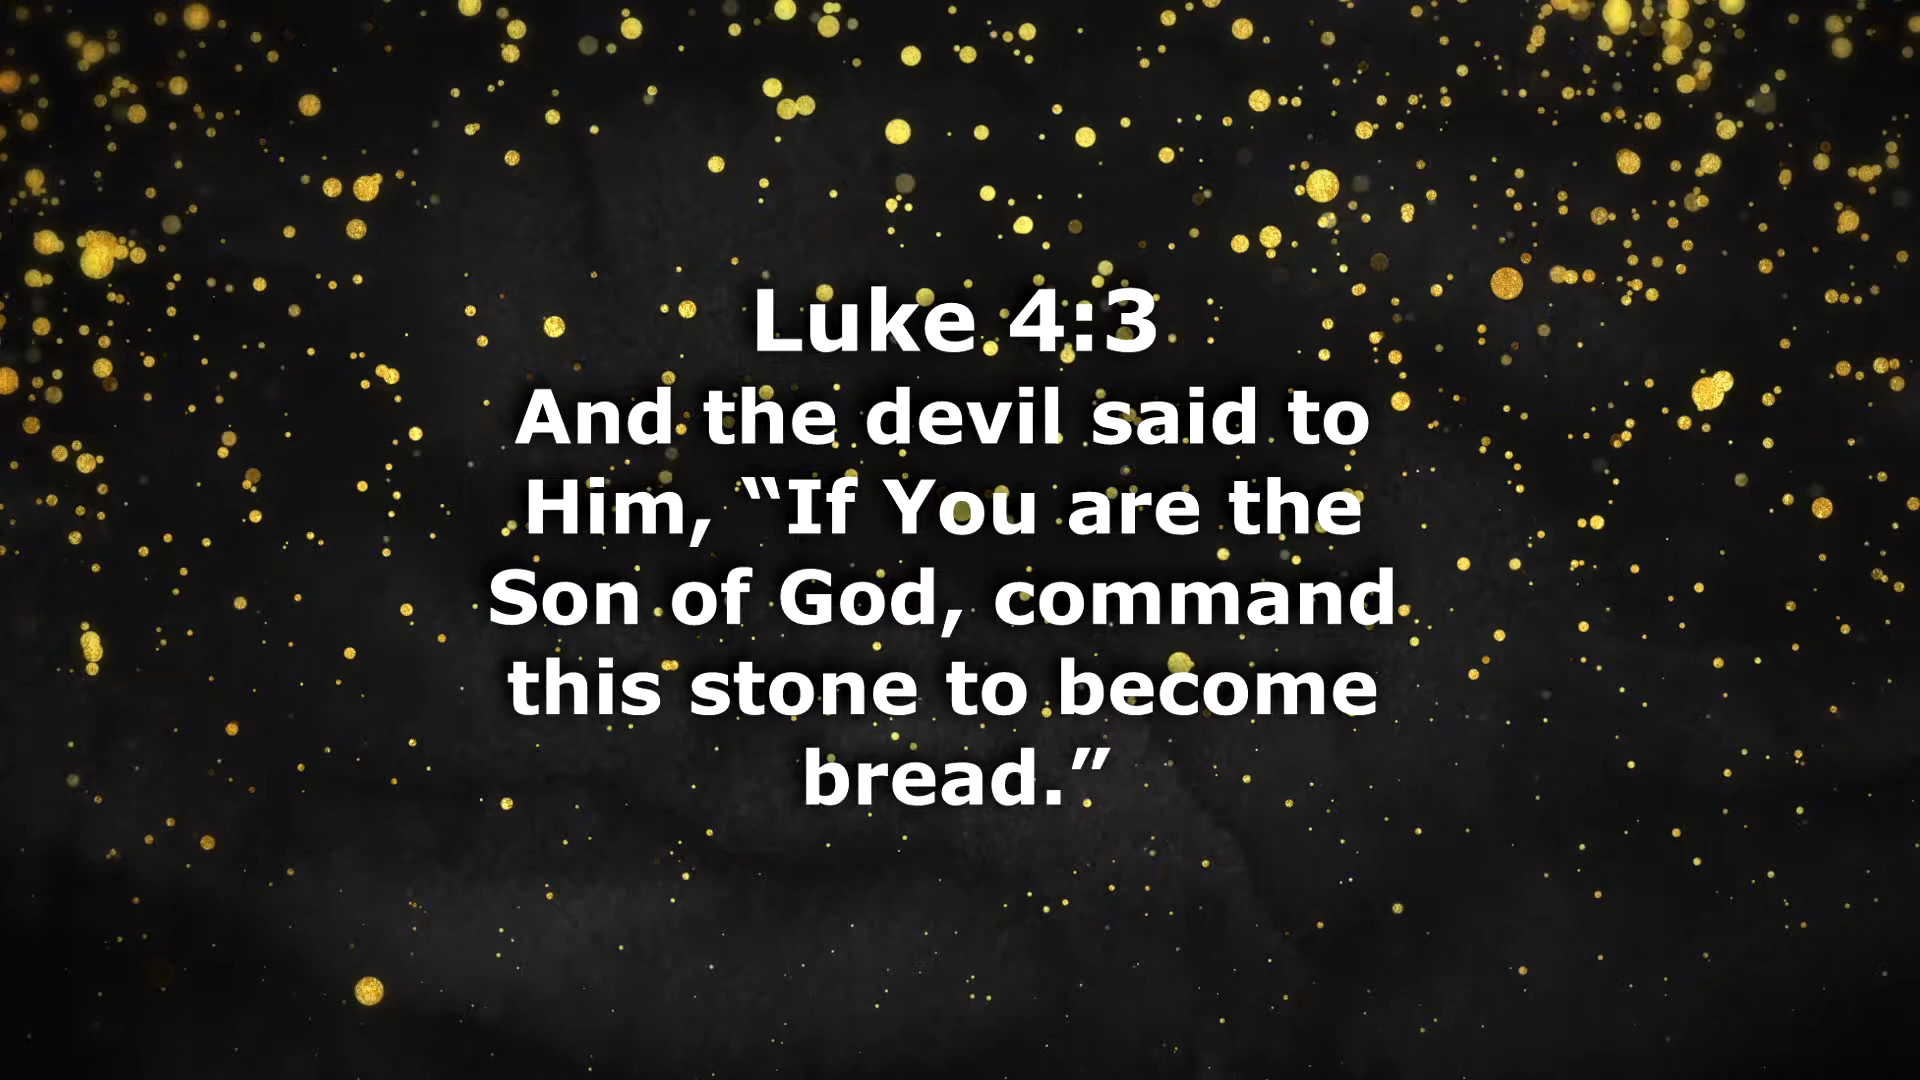 Luke 4:3
And the devil said to
Him, “If You are the
Son of God, command
this stone to become
bread.”